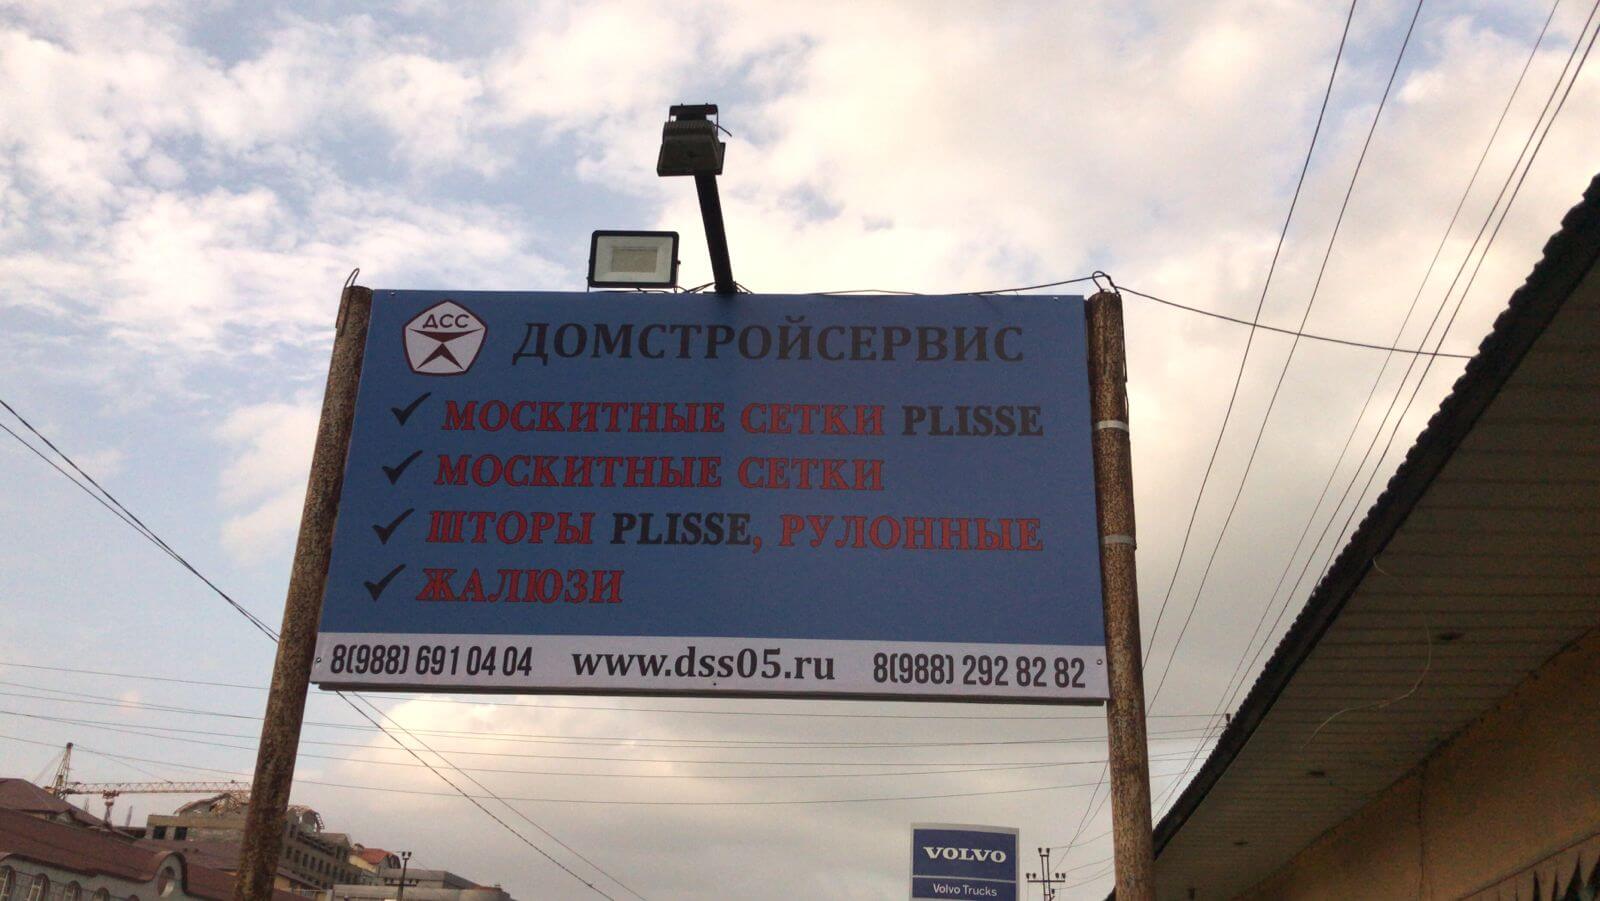 ДСС
ДОМСТРОЙСЕРВИС
МОСКИТНЫЕ СЕТКИ PLISSE
МОСКИТНЫЕ СЕТКИ
ШТОРЫ PLISSE, РУЛОННЫЕ
ЖАЛЮЗИ
8(988) 691 04 04 www.dss05.ru 8(988) 292 82 82
VOLVO
Volvo Trucks